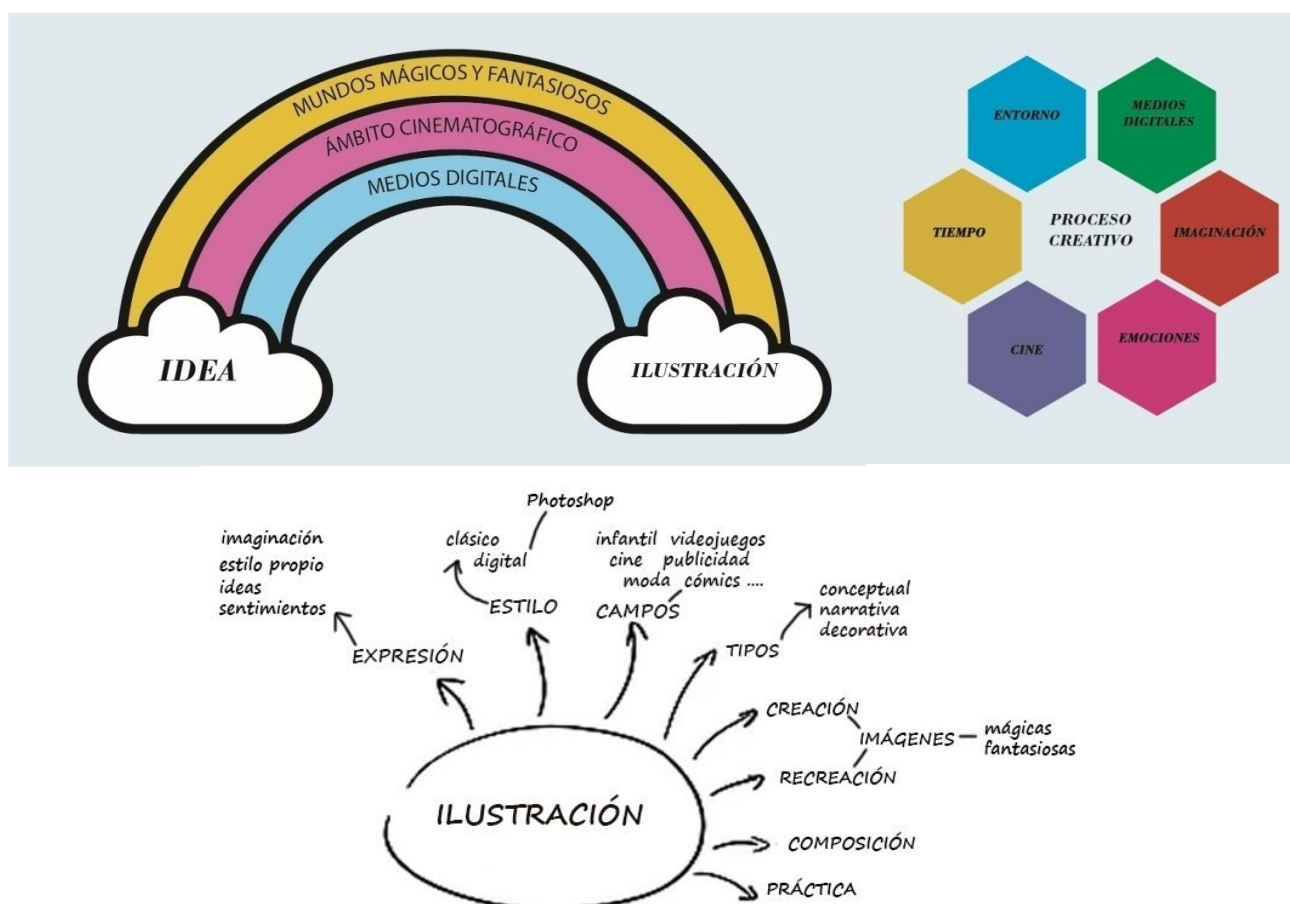 MUNDOS MÁGICOS Y FANTASIOSOS
ÁMBITO CINEMATOGRÁFICO
MEDIOS DIGITALES
IDEA
ILUSTRACIÓN
ENTORNO
MEDIOS
DIGITALES
TIEMPO
PROCESO
CREATIVO
IMAGINACIÓN
CINE
EMOCIONES
imaginación
estilo propio
ideas
sentimientos
EXPRESIÓN
Photoshop
clásico
digital
ESTILO
infantil videojuegos
cine publicidad
moda cómics ....
CAMPOS
conceptual
narrativa
decorativa
TIPOS
CREACIÓN
IMÁGENES
mágicas
fantasiosas
RECREACIÓN
ILUSTRACIÓN
COMPOSICIÓN
PRÁCTICA